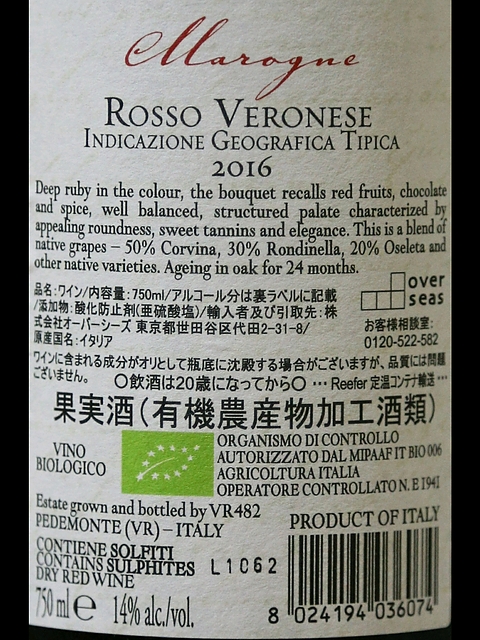 Marogne
ROSSO VERONESE
INDICAZIONE GEOGRAFICA TIPICA
2016
Deep ruby in the colour, the bouquet recalls red fruits, chocolate
and spice, well balanced, structured palate characterized by
appealing roundness, sweet tannins and elegance. This is a blend of
native grapes – 50% Corvina, 30% Rondinella, 20% Oseleta and
other native varieties. Ageing in oak for 24 months.
品名:ワイン/内容量:750ml/アルコール分は裏ラベルに記載
/添加物:酸化防止剤(亜硫酸塩)/輸入者及び引取先:株
式会社オーバーシーズ 東京都世田谷区代田2-31-8/
原産国名:イタリア
over
seas
お客様相談室:
0120-522-582
ワインに含まれる成分がオリとして瓶底に沈殿する場合がございますが、品質には問題
ございません。 〇飲酒は20歳になってから〇 …Reefer 定温コンテナ輸送…
果実酒(有機農産物加工酒類)
VINO
BIOLOGICO
ORGANISMO DI CONTROLLO
AUTORIZZATO DAL MIPAAF IT BIO 006
AGRICOLTURA ITALIA
OPERATORE CONTROLLATO N. E 1941
Estate grown and bottled by VR482
PEDEMONTE (VR) – ITALY
PRODUCT OF ITALY
CONTIENE SOLFITI
CONTAINS SULPHITES
DRY RED WINE
L1C62
750 ml e 14% alc./vol.
8 024194 036074